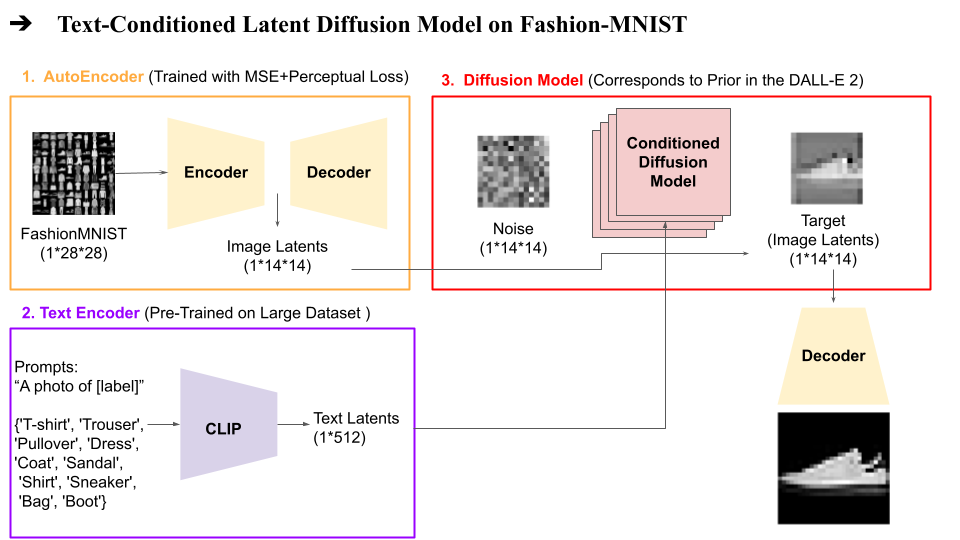 ➔ Text-Conditioned Latent Diffusion Model on Fashion-MNIST
1. AutoEncoder (Trained with MSE+Perceptual Loss)
FashionMNIST
(1*28*28)
Encoder
Decoder
Image Latents
(1*14*14)
2. Text Encoder (Pre-Trained on Large Dataset )
Prompts:
“A photo of [label]”
{'T-shirt', 'Trouser',
'Pullover', 'Dress',
'Coat', 'Sandal',
'Shirt', 'Sneaker',
'Bag', 'Boot'}
CLIP
Text Latents
(1*512)
3. Diffusion Model (Corresponds to Prior in the DALL-E 2)
Noise
(1*14*14)
Conditioned
Diffusion
Model
Target
(Image Latents)
(1*14*14)
Decoder